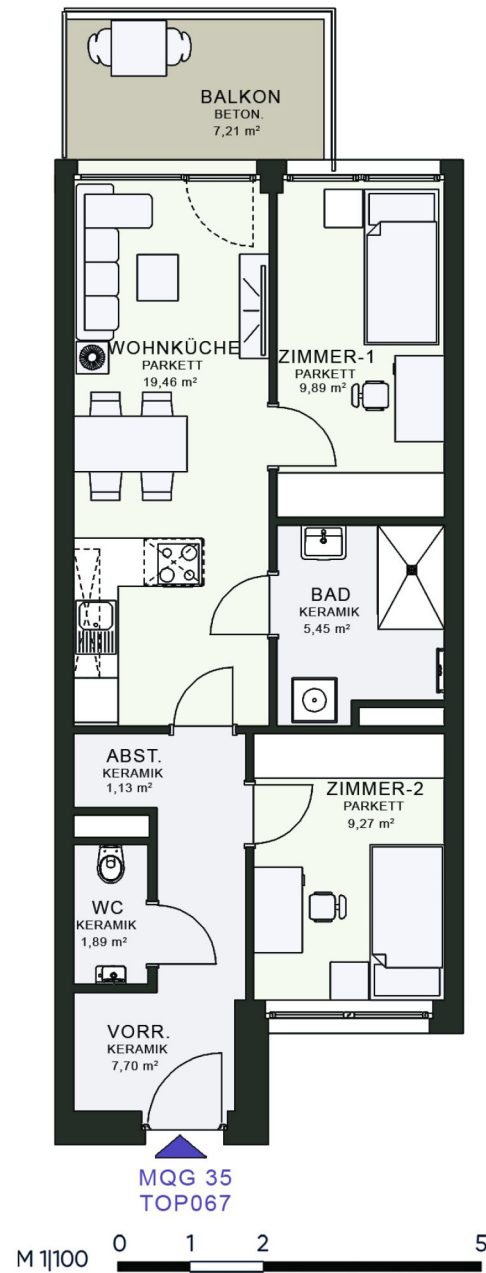 BALKON
BETON.
7,21 m²
WOHNKÜCHE
PARKETT
19,46 m²
ZIMMER-1
PARKETT
9,89 m²
BAD
KERAMIK
5,45 m²
ABST.
KERAMIK
1,13 m²
ZIMMER-2
PARKETT
9,27 m²
WC
KERAMIK
1,89 m²
VORR.
KERAMIK
7,70 m²
MQG 35
TOP067
M 1|100 0 1 2 5